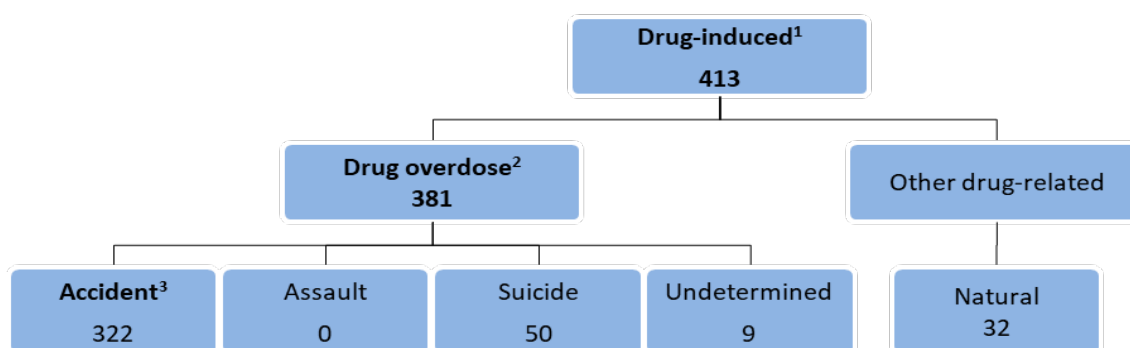 Drug-induced¹
413
Drug overdose²
381
Other drug-related
Accident³
322
Assault
0
Suicide
50
Undetermined
9
Natural
32